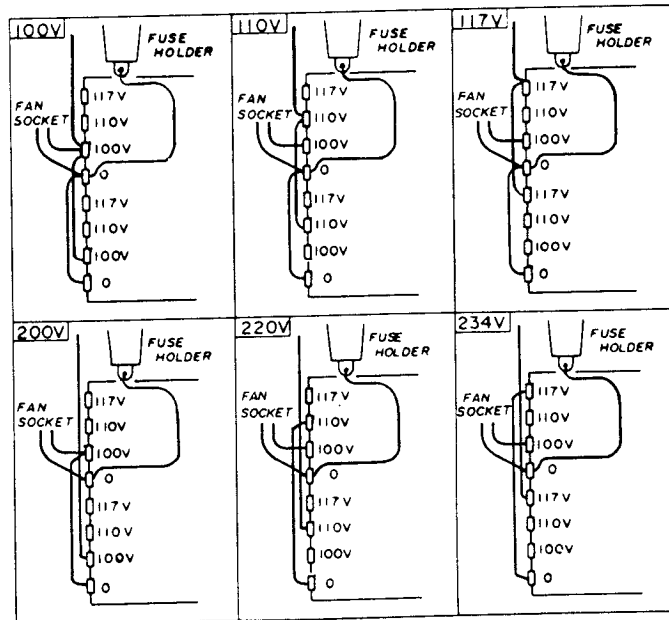 100V
FUSE
HOLDER
117V
FAN
SOCKET
110V
100V
0
117V
110V
100V
0
110V
FUSE
HOLDER
117V
FAN
SOCKET
110V
100V
0
117V
110V
100V
0
117V
FUSE
HOLDER
117V
FAN
SOCKET
110V
100V
0
117V
110V
100V
0
200V
FUSE
HOLDER
117V
FAN
SOCKET
110V
100V
0
117V
110V
100V
0
220V
FUSE
HOLDER
117V
FAN
SOCKET
110V
100V
0
117V
110V
100V
0
234V
FUSE
HOLDER
117V
FAN
SOCKET
110V
100V
0
117V
110V
100V
0